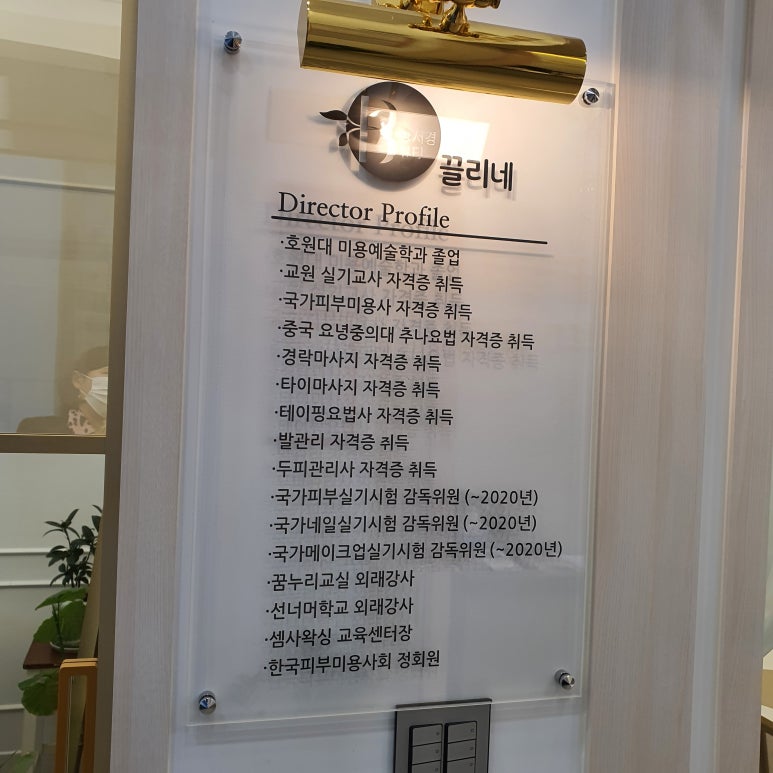 끌리네
Director Profile
·호원대 미용예술학과 졸업
·교원 실기교사 자격증 취득
·국가피부미용사 자격증 취득
·중국 요녕중의대 추나요법 자격증 취득
·경락마사지 자격증 취득
·타이마사지 자격증 취득
·테이핑요법사 자격증 취득
·발관리 자격증 취득
·두피관리사 자격증 취득
·국가피부실기시험 감독위원 (~2020년)
·국가네일실기시험 감독위원 (~2020년)
·국가메이크업실기시험 감독위원 (~2020년)
·꿈누리교실 외래강사
·선너머학교 외래강사
·셈사왁싱 교육센터장
·한국피부미용사회 정회원